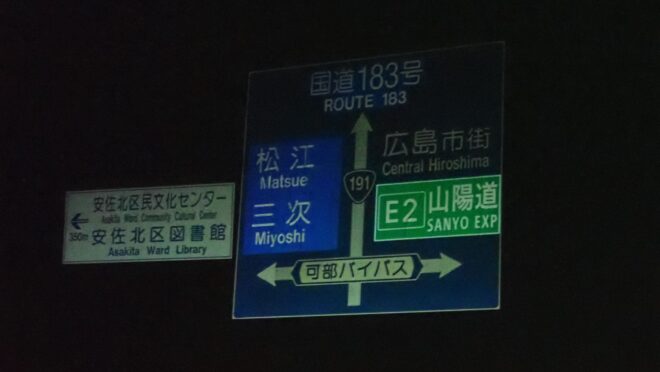 国道183号
ROUTE 183
松江
Matsue
三次
Miyoshi
191
広島市街
Central Hiroshima
E2 山陽道
SANYO EXP
可部バイパス
安佐北区民文化センター
Asakita Ward Community Cultural Center
350m
安佐北区図書館
Asakita Ward Library